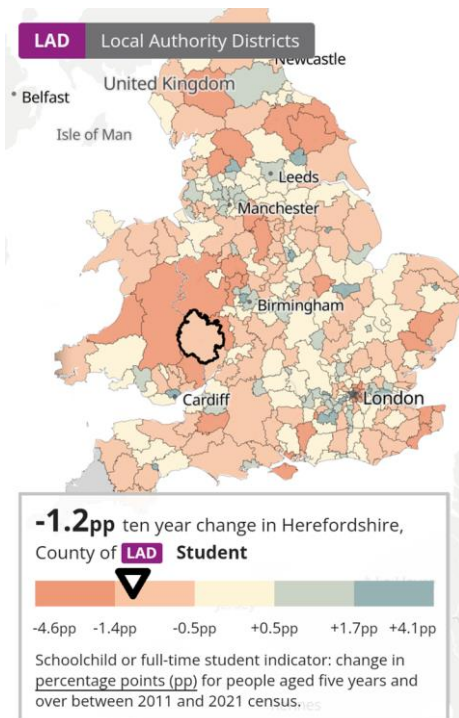 LAD Local Authority Districts
Newcastle
United Kingdom
Belfast
Isle of Man
Leeds
Manchester
Birmingham
Cardiff
London
-1.2pp ten year change in Herefordshire,
County of LAD Student
-4.6pp -1.4pp -0.5pp +0.5pp +1.7pp +4.1pp
Schoolchild or full-time student indicator: change in
percentage points (pp) for people aged five years and
over between 2011 and 2021 census.